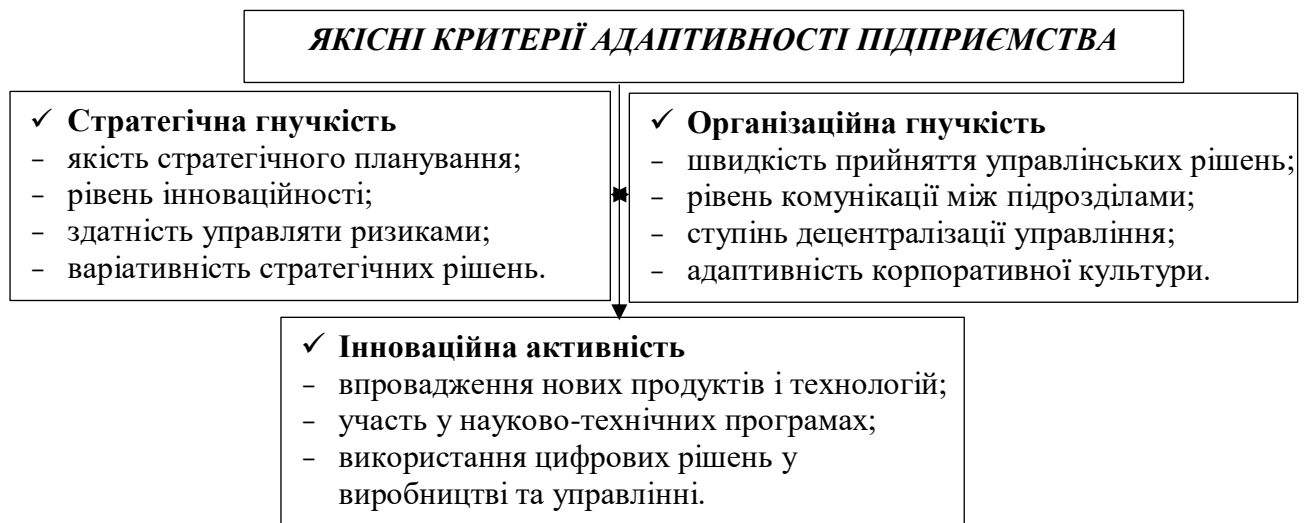 ЯКІСНІ КРИТЕРІЇ АДАПТИВНОСТІ ПІДПРИЄМСТВА
✓ Стратегічна гнучкість
- якість стратегічного планування;
- рівень інноваційності;
- здатність управляти ризиками;
- варіативність стратегічних рішень.
✓ Організаційна гнучкість
- швидкість прийняття управлінських рішень;
- рівень комунікації між підрозділами;
- ступінь децентралізації управління;
- адаптивність корпоративної культури.
✓ Інноваційна активність
- впровадження нових продуктів і технологій;
- участь у науково-технічних програмах;
- використання цифрових рішень у
виробництві та управлінні.